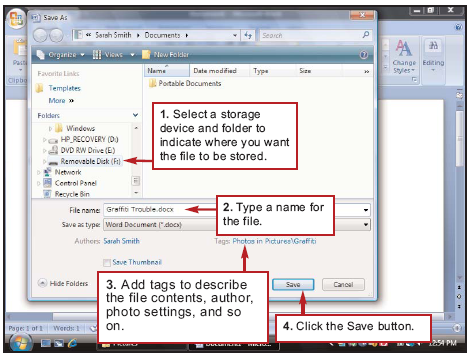 Save As
« Sarah Smith ▸ Documents ▸
Search
Organize Views New Folder
Favorite Links
Templates
More »
Folders
Windows
HP_RECOVERY (D:)
DVD RW Drive (E:)
Removable Disk (F:)
Network
Control Panel
Recycle Bin
Name Date modified Type Size »
Portable Documents
1. Select a storage
device and folder to
indicate where you want
the file to be stored.
File name: Graffiti Trouble.docx
Save as type: Word Document (*.docx)
Authors: Sarah Smith
Tags: Photos in Pictures\Graffiti
Save Thumbnail
2. Type a name for
the file.
Hide Folders
Save
Cancel
3. Add tags to describe
the file contents, author,
photo settings, and so
on.
4. Click the Save button.
Change
Styles
Editing
Page: 1 of 1 Words: 1
Pictures
12:54 PM